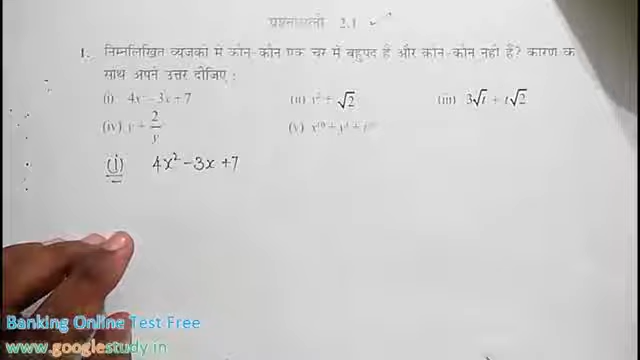 प्रश्नावली 2.1
1. निम्नलिखित व्यंजकों में कौन-कौन एक चर में बहुपद हैं और कौन-कौन नहीं हैं? कारण क
साथ अपने उत्तर दीजिए :
(i) 4x² – 3x + 7 (ii) y² + √2 (iii) 3√t + t√2
(iv) y + 2/y (v) x¹⁰ + y³ +
(i) 4x² – 3x + 7
Banking Online Test Free
www.googlestudy.in